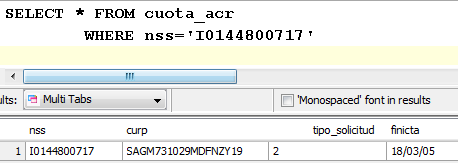 SELECT * FROM cuota_acr
WHERE nss='I0144800717'
lts:
Multi Tabs
'Monospaced' font in results
nss curp tipo_solicitud finicta
1 I0144800717 SAGM731029MDFNZY19 2 18/03/05